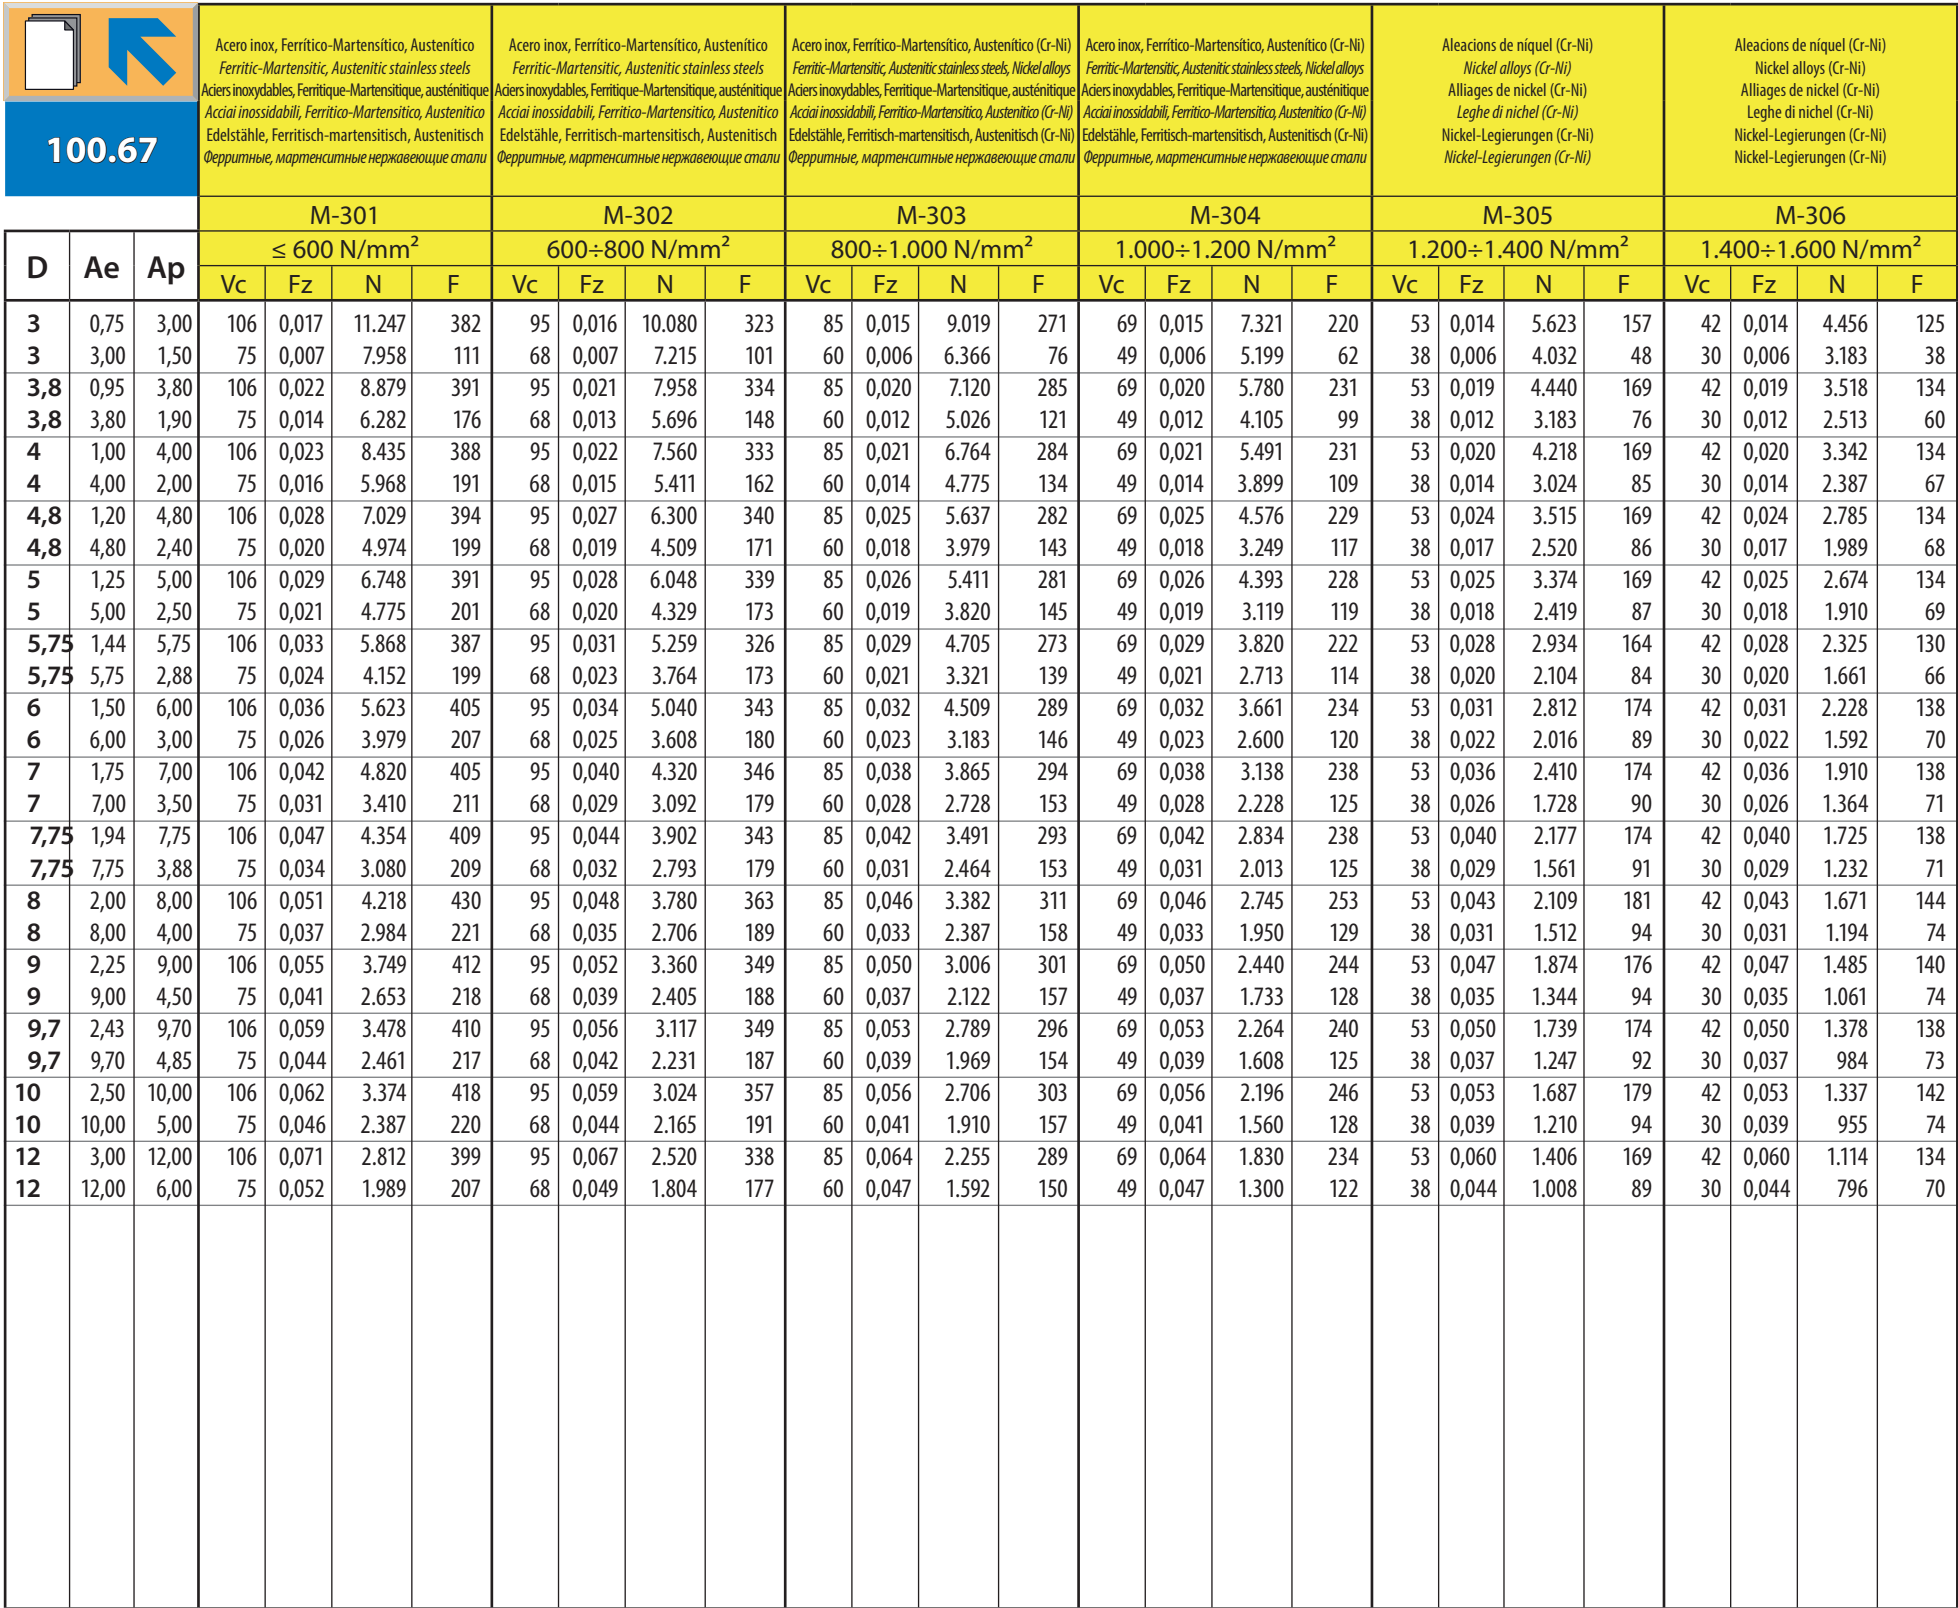 Acero inox, Ferrítico-Martensítico, Austenítico Acero inox, Ferrítico-Martensítico, Austenítico Acero inox, Ferrítico-Martensítico, Austenítico (Cr-Ni) Acero inox, Ferrítico-Martensítico, Austenítico (Cr-Ni) Aleacions de níquel (Cr-Ni) Aleacions de níquel (Cr-Ni)
Ferritic-Martensitic, Austenitic stainless steels Ferritic-Martensitic, Austenitic stainless steels Ferritic-Martensitic, Austenitic stainless steels, Nickel alloys Ferritic-Martensitic, Austenitic stainless steels, Nickel alloys Nickel alloys (Cr-Ni) Nickel alloys (Cr-Ni)
Aciers inoxydables, Ferritique-Martensitique, austénitique Aciers inoxydables, Ferritique-Martensitique, austénitique Aciers inoxydables, Ferritique-Martensitique, austénitique Aciers inoxydables, Ferritique-Martensitique, austénitique Alliages de nickel (Cr-Ni) Alliages de nickel (Cr-Ni)
Acciai inossidabili, Ferritico-Martensitico, Austenitico Acciai inossidabili, Ferritico-Martensitico, Austenitico Acciai inossidabili, Ferritico-Martensitico, Austenitico (Cr-Ni) Acciai inossidabili, Ferritico-Martensitico, Austenitico (Cr-Ni) Leghe di nichel (Cr-Ni) Leghe di nichel (Cr-Ni)
Edelstähle, Ferritisch-martensitisch, Austenitisch Edelstähle, Ferritisch-martensitisch, Austenitisch Edelstähle, Ferritisch-martensitisch, Austenitisch (Cr-Ni) Edelstähle, Ferritisch-martensitisch, Austenitisch (Cr-Ni) Nickel-Legierungen (Cr-Ni) Nickel-Legierungen (Cr-Ni)
Ферритные, мартенситные нержавеющие стали Ферритные, мартенситные нержавеющие стали Ферритные, мартенситные нержавеющие стали Ферритные, мартенситные нержавеющие стали Nickel-Legierungen (Cr-Ni) Nickel-Legierungen (Cr-Ni)
100.67
M-301 M-302 M-303 M-304 M-305 M-306
≤ 600 N/mm² 600÷800 N/mm² 800÷1.000 N/mm² 1.000÷1.200 N/mm² 1.200÷1.400 N/mm² 1.400÷1.600 N/mm²
D Ae Ap Vc Fz N F Vc Fz N F Vc Fz N F Vc Fz N F Vc Fz N F Vc Fz N F
3 0,75 3,00 106 0,017 11.247 382 95 0,016 10.080 323 85 0,015 9.019 271 69 0,015 7.321 220 53 0,014 5.623 157 42 0,014 4.456 125
3 3,00 1,50 75 0,007 7.958 111 68 0,007 7.215 101 60 0,006 6.366 76 49 0,006 5.199 62 38 0,006 4.032 48 30 0,006 3.183 38
3,8 0,95 3,80 106 0,022 8.879 391 95 0,021 7.958 334 85 0,020 7.120 285 69 0,020 5.780 231 53 0,019 4.440 169 42 0,019 3.518 134
3,8 3,80 1,90 75 0,014 6.282 176 68 0,013 5.696 148 60 0,012 5.026 121 49 0,012 4.105 99 38 0,012 3.183 76 30 0,012 2.513 60
4 1,00 4,00 106 0,023 8.435 388 95 0,022 7.560 333 85 0,021 6.764 284 69 0,021 5.491 231 53 0,020 4.218 169 42 0,020 3.342 134
4 4,00 2,00 75 0,016 5.968 191 68 0,015 5.411 162 60 0,014 4.775 134 49 0,014 3.899 109 38 0,014 3.024 85 30 0,014 2.387 67
4,8 1,20 4,80 106 0,028 7.029 394 95 0,027 6.300 340 85 0,025 5.637 282 69 0,025 4.576 229 53 0,024 3.515 169 42 0,024 2.785 134
4,8 4,80 2,40 75 0,020 4.974 199 68 0,019 4.509 171 60 0,018 3.979 143 49 0,018 3.249 117 38 0,017 2.520 86 30 0,017 1.989 68
5 1,25 5,00 106 0,029 6.748 391 95 0,028 6.048 339 85 0,026 5.411 281 69 0,026 4.393 228 53 0,025 3.374 169 42 0,025 2.674 134
5 5,00 2,50 75 0,021 4.775 201 68 0,020 4.329 173 60 0,019 3.820 145 49 0,019 3.119 119 38 0,018 2.419 87 30 0,018 1.910 69
5,75 1,44 5,75 106 0,033 5.868 387 95 0,031 5.259 326 85 0,029 4.705 273 69 0,029 3.820 222 53 0,028 2.934 164 42 0,028 2.325 130
5,75 5,75 2,88 75 0,024 4.152 199 68 0,023 3.764 173 60 0,021 3.321 139 49 0,021 2.713 114 38 0,020 2.104 84 30 0,020 1.661 66
6 1,50 6,00 106 0,036 5.623 405 95 0,034 5.040 343 85 0,032 4.509 289 69 0,032 3.661 234 53 0,031 2.812 174 42 0,031 2.228 138
6 6,00 3,00 75 0,026 3.979 207 68 0,025 3.608 180 60 0,023 3.183 146 49 0,023 2.600 120 38 0,022 2.016 89 30 0,022 1.592 70
7 1,75 7,00 106 0,042 4.820 405 95 0,040 4.320 346 85 0,038 3.865 294 69 0,038 3.138 238 53 0,036 2.410 174 42 0,036 1.910 138
7 7,00 3,50 75 0,031 3.410 211 68 0,029 3.092 179 60 0,028 2.728 153 49 0,028 2.228 125 38 0,026 1.728 90 30 0,026 1.364 71
7,75 1,94 7,75 106 0,047 4.354 409 95 0,044 3.902 343 85 0,042 3.491 293 69 0,042 2.834 238 53 0,040 2.177 174 42 0,040 1.725 138
7,75 7,75 3,88 75 0,034 3.080 209 68 0,032 2.793 179 60 0,031 2.464 153 49 0,031 2.013 125 38 0,029 1.561 91 30 0,029 1.232 71
8 2,00 8,00 106 0,051 4.218 430 95 0,048 3.780 363 85 0,046 3.382 311 69 0,046 2.745 253 53 0,043 2.109 181 42 0,043 1.671 144
8 8,00 4,00 75 0,037 2.984 221 68 0,035 2.706 189 60 0,033 2.387 158 49 0,033 1.950 129 38 0,031 1.512 94 30 0,031 1.194 74
9 2,25 9,00 106 0,055 3.749 412 95 0,052 3.360 349 85 0,050 3.006 301 69 0,050 2.440 244 53 0,047 1.874 176 42 0,047 1.485 140
9 9,00 4,50 75 0,041 2.653 218 68 0,039 2.405 188 60 0,037 2.122 157 49 0,037 1.733 128 38 0,035 1.344 94 30 0,035 1.061 74
9,7 2,43 9,70 106 0,059 3.478 410 95 0,056 3.117 349 85 0,053 2.789 296 69 0,053 2.264 240 53 0,050 1.739 174 42 0,050 1.378 138
9,7 9,70 4,85 75 0,044 2.461 217 68 0,042 2.231 187 60 0,039 1.969 154 49 0,039 1.608 125 38 0,037 1.247 92 30 0,037 984 73
10 2,50 10,00 106 0,062 3.374 418 95 0,059 3.024 357 85 0,056 2.706 303 69 0,056 2.196 246 53 0,053 1.687 179 42 0,053 1.337 142
10 10,00 5,00 75 0,046 2.387 220 68 0,044 2.165 191 60 0,041 1.910 157 49 0,041 1.560 128 38 0,039 1.210 94 30 0,039 955 74
12 3,00 12,00 106 0,071 2.812 399 95 0,067 2.520 338 85 0,064 2.255 289 69 0,064 1.830 234 53 0,060 1.406 169 42 0,060 1.114 134
12 12,00 6,00 75 0,052 1.989 207 68 0,049 1.804 177 60 0,047 1.592 150 49 0,047 1.300 122 38 0,044 1.008 89 30 0,044 796 70